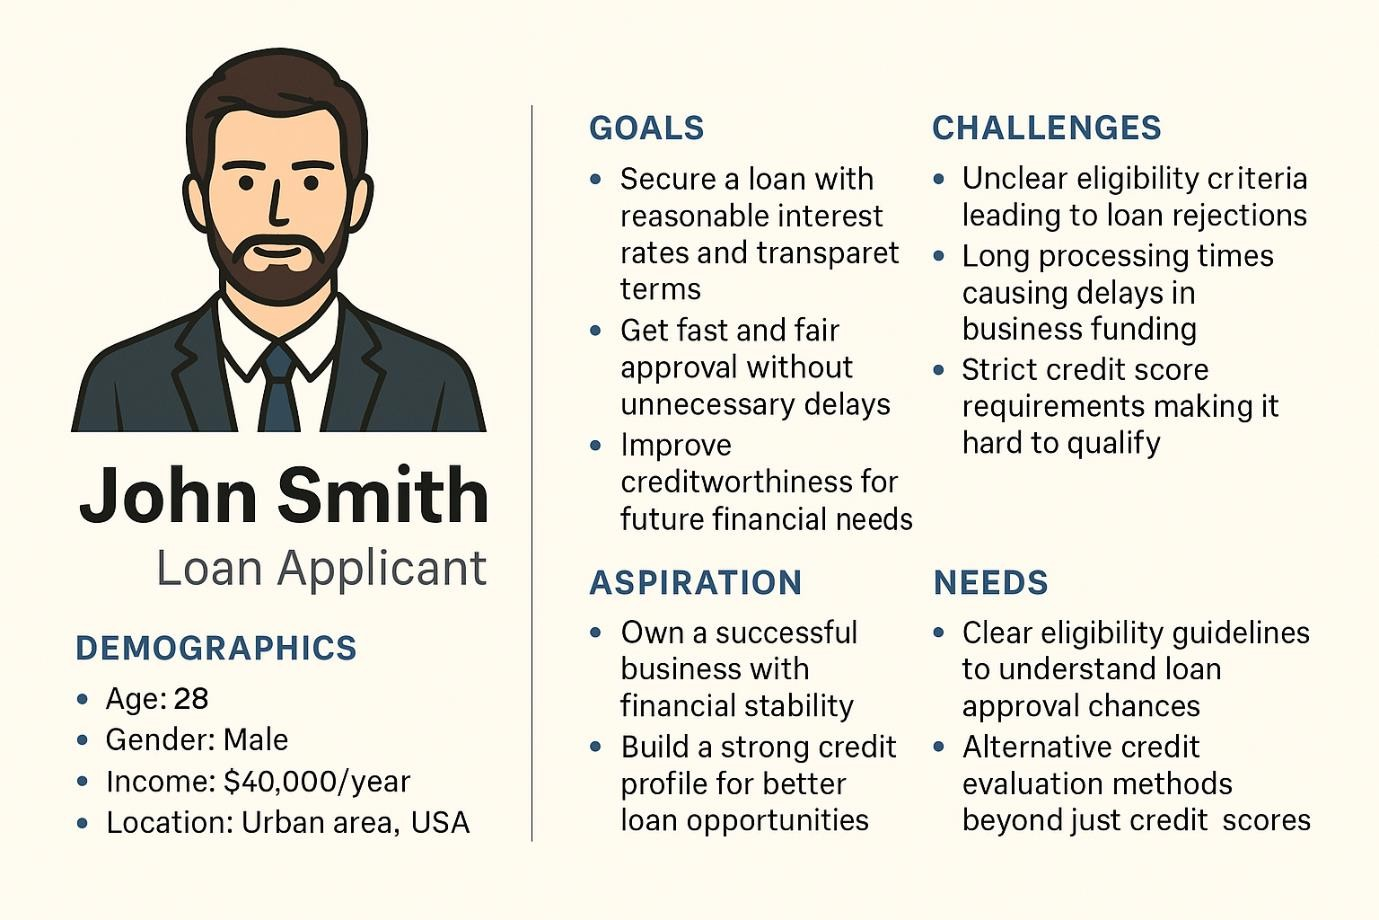 John Smith
Loan Applicant
DEMOGRAPHICS
• Age: 28
• Gender: Male
• Income: $40,000/year
• Location: Urban area, USA
GOALS
• Secure a loan with
reasonable interest
rates and transparet
terms
• Get fast and fair
approval without
unnecessary delays
• Improve
creditworthiness for
future financial needs
CHALLENGES
• Unclear eligibility criteria
leading to loan rejections
• Long processing times
causing delays in
business funding
• Strict credit score
requirements making it
hard to qualify
ASPIRATION
• Own a successful
business with
financial stability
• Build a strong credit
profile for better
loan opportunities
NEEDS
• Clear eligibility guidelines
to understand loan
approval chances
• Alternative credit
evaluation methods
beyond just credit scores